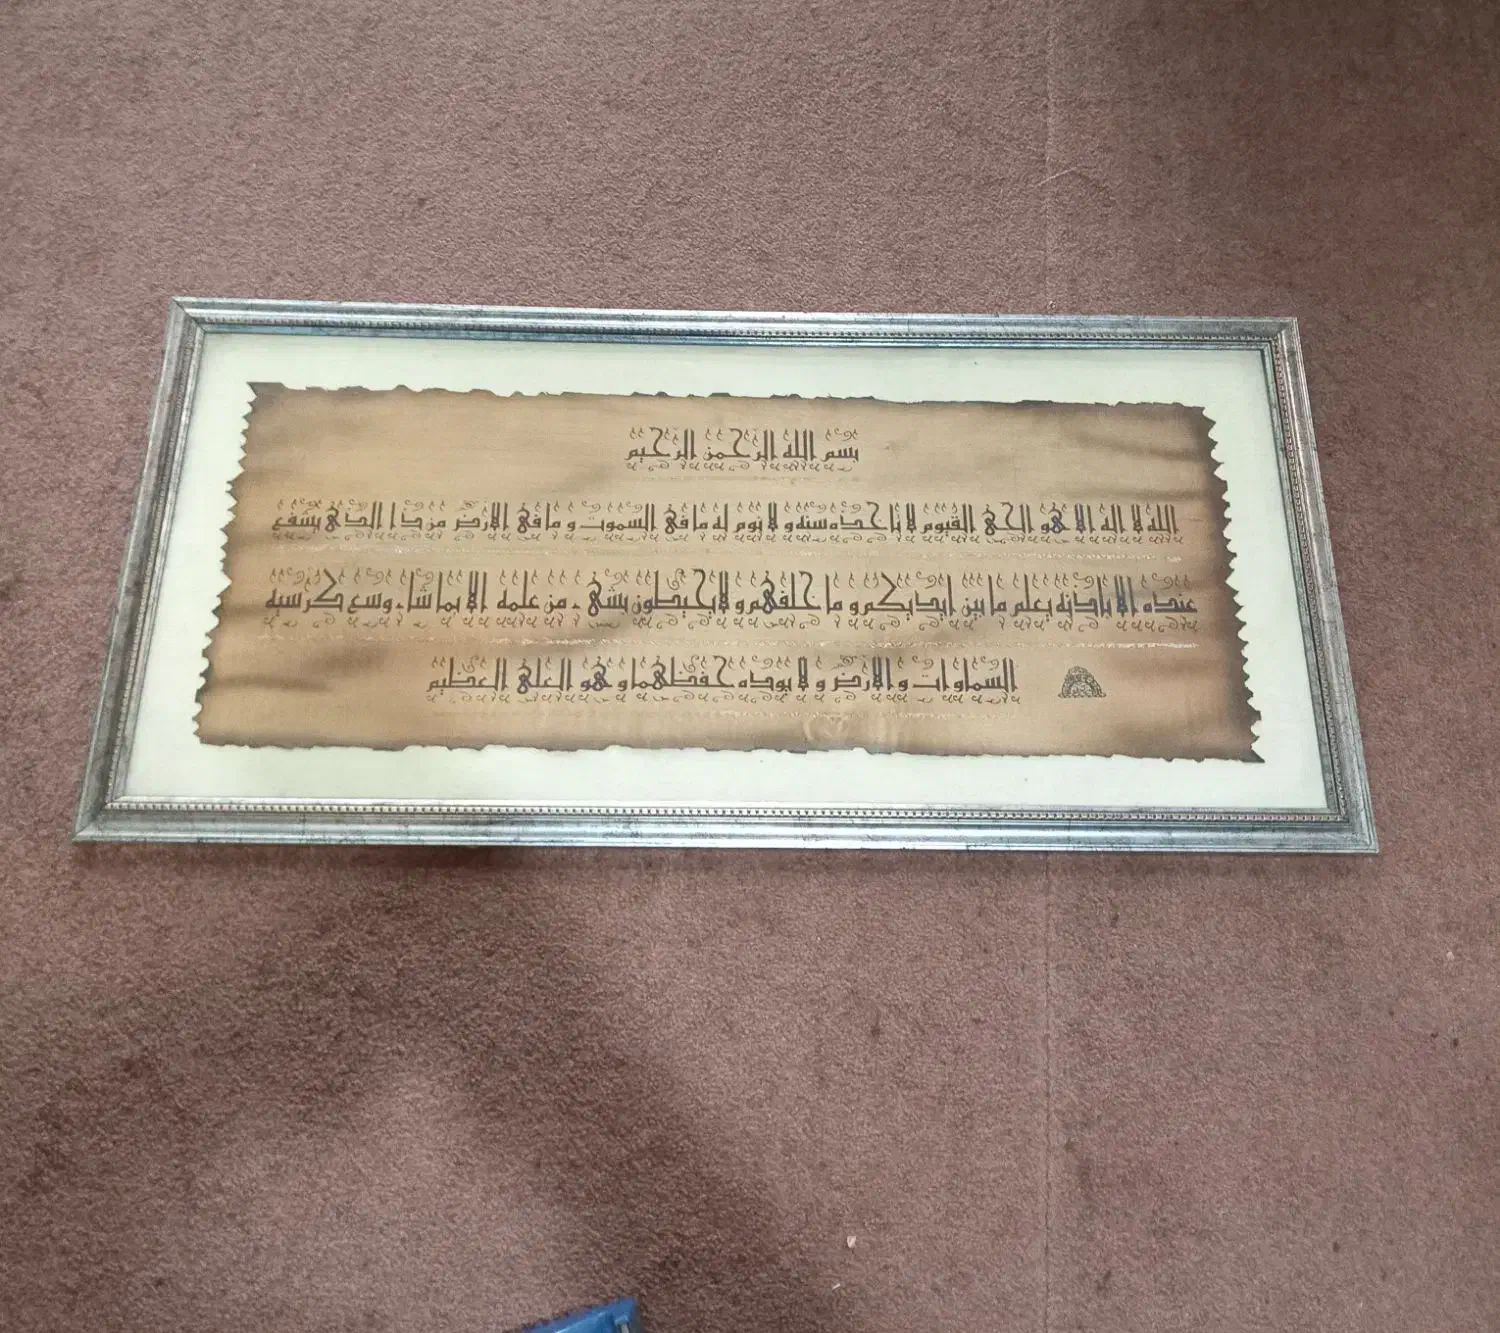 بسم الله الرحمن الرحيم
الله لا اله الا هو الحي القيوم لا تاخذه سنه و لا نوم له ما في السموت و ما في الارض من ذا الذي يشفع
عنده الا باذنه يعلم ما بين ايديكم و ما خلفهم و لا يحيطون بشيء من علمه الا بما شاء وسع كرسيه
السماوات و الارض و لا يوده حفظهما و هو العلي العظيم